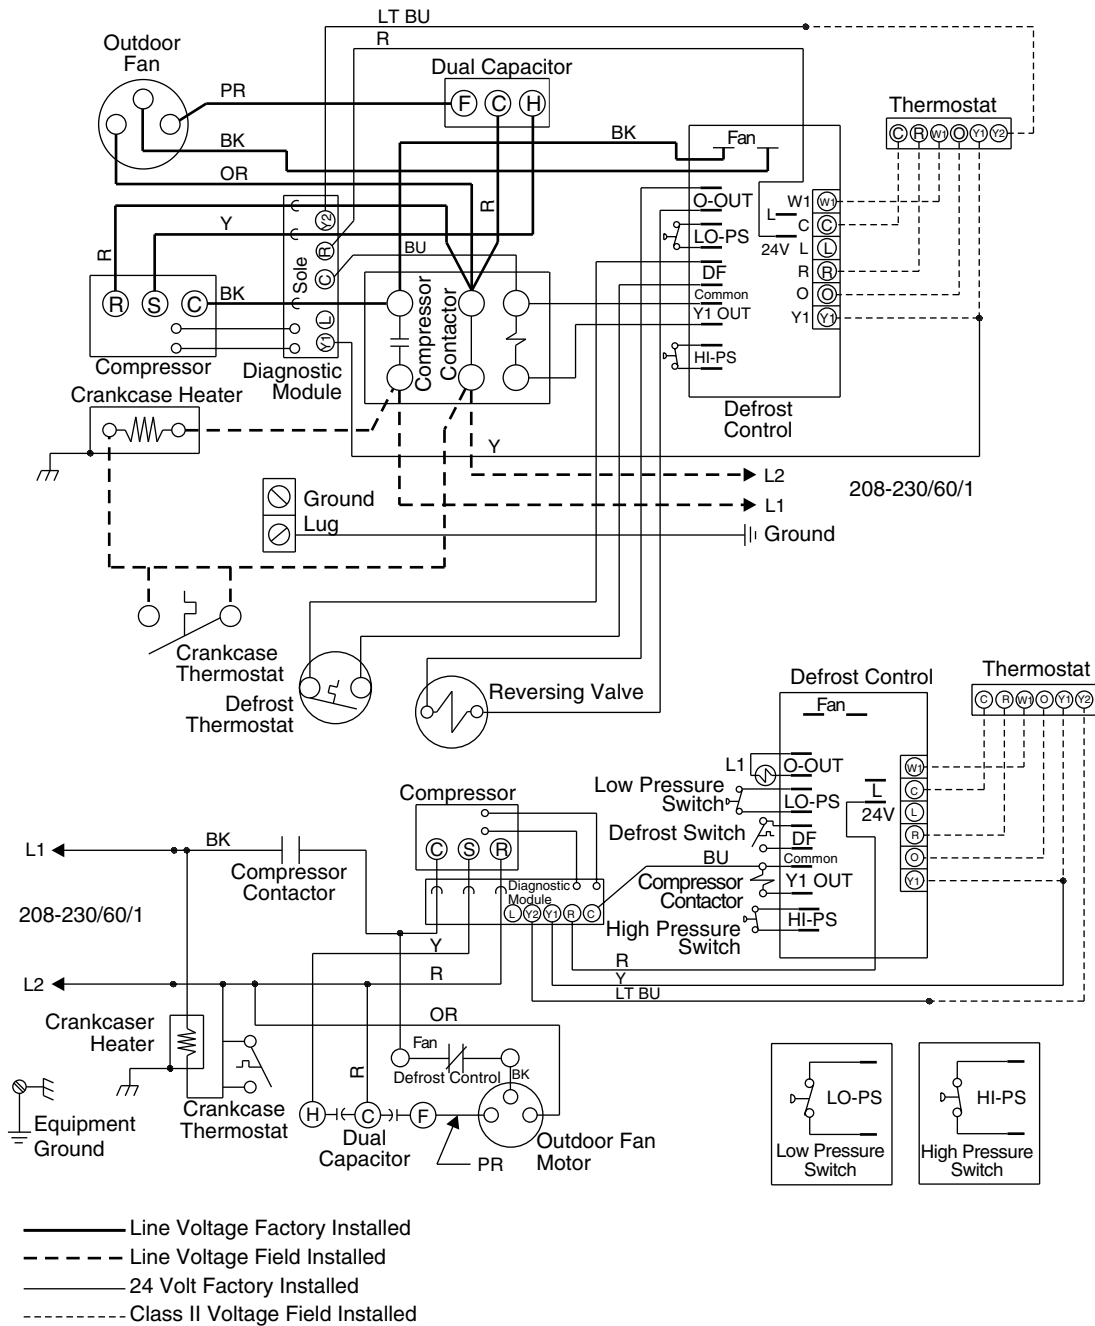 LT BU
R
Outdoor
Fan
Dual Capacitor
PR
F C H
BK
BK
Fan
Thermostat
C R W1 O Y1 Y2
OR
R
O-OUT
W1 W1
L
C C
Y
Y2
LO-PS
24V
L L
R
R
BU
Sole
C
DF
R R
Common
O O
R S C
BK
L
Y1 OUT
Y1 Y1
Y1
Compressor
Contactor
HI-PS
Compressor
Diagnostic
Module
Crankcase Heater
Defrost
Control
Y
L2
208-230/60/1
Ground
Lug
L1
Ground
Crankcase
Thermostat
Defrost
Thermostat
Reversing Valve
Defrost Control
Thermostat
C R W1 O Y1 Y2
Fan
L1
O-OUT
W1
Low Pressure
Switch
LO-PS
L
24V
C
L
Compressor
Defrost Switch
DF
R
L1
BK
C S R
BU
Common
O
Compressor
Contactor
Compressor
Contactor
Y1 OUT
Y1
Diagnostic
Module
L Y2 Y1 R C
208-230/60/1
High Pressure
Switch
HI-PS
Y
R
R
Y
L2
LT BU
OR
Crankcaser
Heater
Fan
R
Defrost Control
BK
LO-PS
HI-PS
Crankcase
Thermostat
H C F
Equipment
Ground
Dual
Capacitor
Outdoor Fan
Motor
PR
Low Pressure
Switch
High Pressure
Switch
Line Voltage Factory Installed
Line Voltage Field Installed
24 Volt Factory Installed
Class II Voltage Field Installed